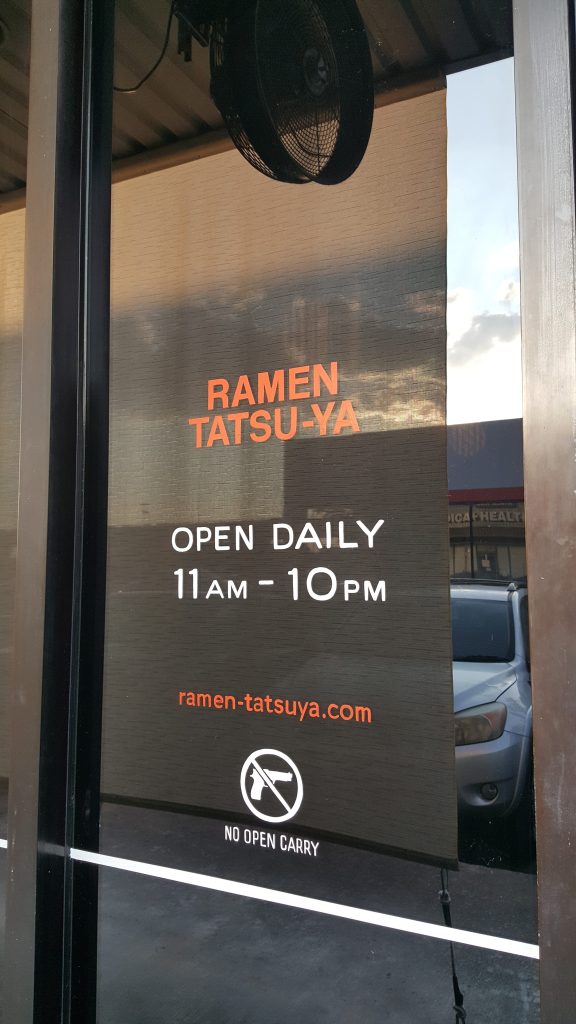 RAMEN
TATSU-YA
OPEN DAILY
11AM - 10PM
ramen-tatsuya.com
NO OPEN CARRY